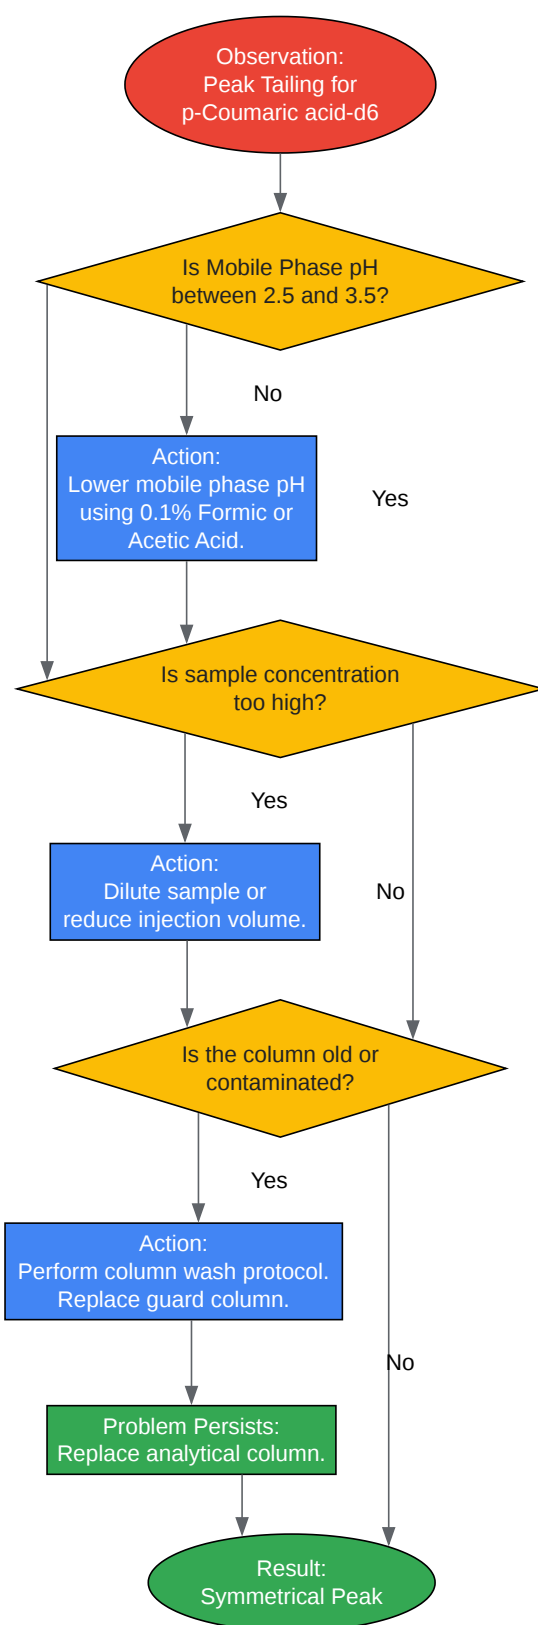 Observation:
Peak Tailing for
p-Coumaric acid-d6
Is Mobile Phase pH
between 2.5 and 3.5?
No
Action:
Lower mobile phase pH
using 0.1% Formic or
Acetic Acid.
Yes
Is sample concentration
too high?
Yes
Action:
Dilute sample or
reduce injection volume.
No
Is the column old or
contaminated?
Yes
Action:
Perform column wash protocol.
Replace guard column.
No
Problem Persists:
Replace analytical column.
Result:
Symmetrical Peak